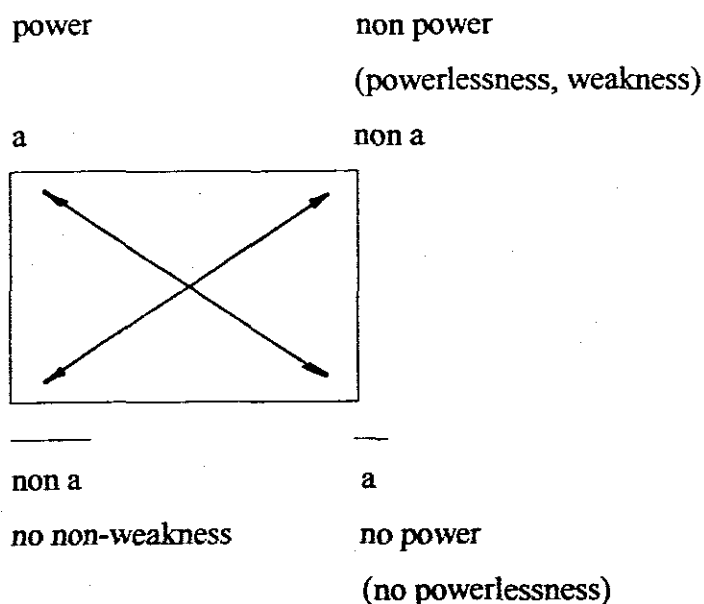 power non power
(powerlessness, weakness)
a non a
non a a
no non-weakness no power
(no powerlessness)